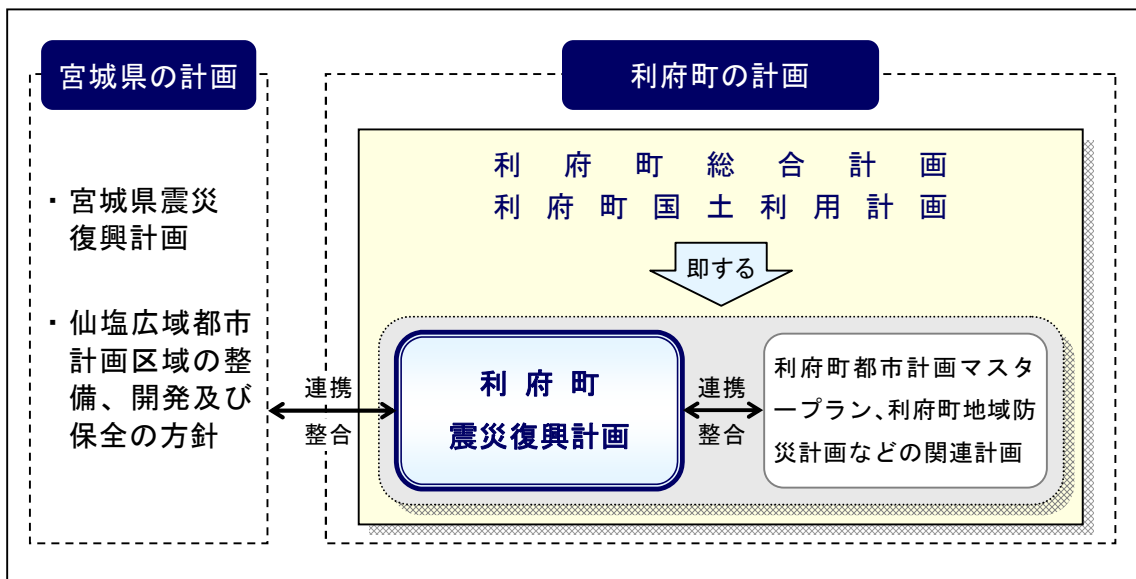 宮城県の計画
・宮城県震災
復興計画
・仙塩広域都市
計画区域の整
備、開発及び
保全の方針
利府町の計画
利府町総合計画
利府町国土利用計画
即する
連携
整合
利府町
震災復興計画
連携
整合
利府町都市計画マスタ
ープラン、利府町地域防
災計画などの関連計画